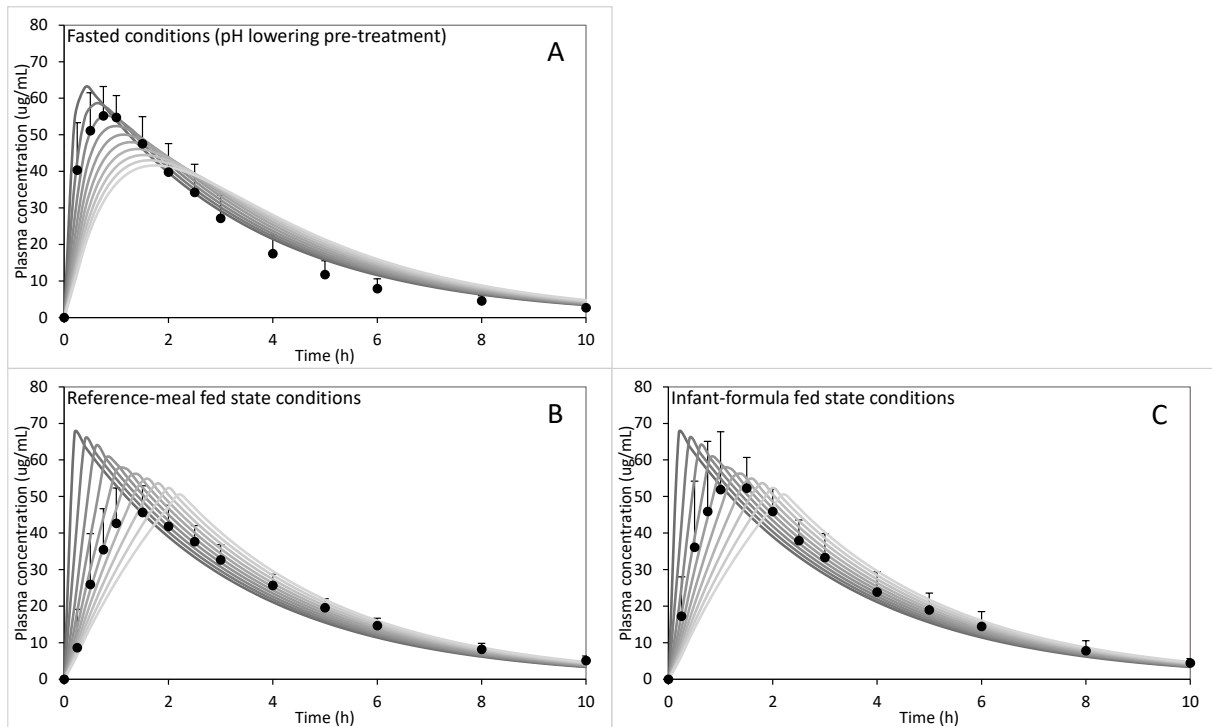 Fasted conditions (pH lowering pre-treatment)
A
Plasma concentration (ug/mL)
80
70
60
50
40
30
20
10
0
0 2 4 6 8 10
Time (h)
Reference-meal fed state conditions
B
Plasma concentration (ug/mL)
80
70
60
50
40
30
20
10
0
0 2 4 6 8 10
Time (h)
Infant-formula fed state conditions
C
Plasma concentration (ug/mL)
80
70
60
50
40
30
20
10
0
0 2 4 6 8 10
Time (h)